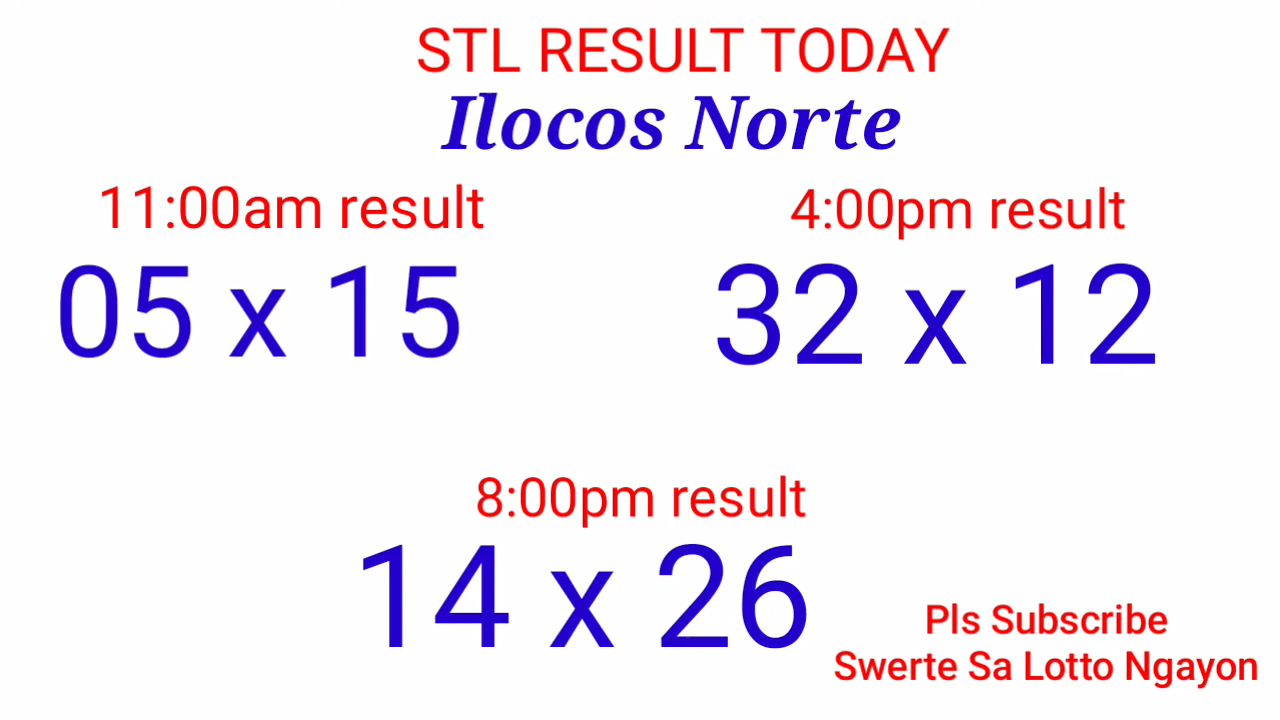 STL RESULT TODAY
Ilocos Norte
11:00am result
05 x 15
4:00pm result
32 x 12
8:00pm result
14 x 26
Pls Subscribe
Swerte Sa Lotto Ngayon